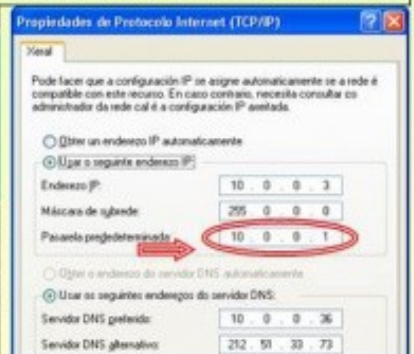 Propiedades de Protocolo Internet (TCP/IP)
Xeral
Pode facer que a configuración IP se asigne automaticamente se a rede é
compatible con este recurso. En caso contrario, necesita consultar co
administrador da rede cal é a configuración IP axeitada.
Obter un enderezo IP automaticamente
Usar o seguinte enderezo IP:
Enderezo IP: 10 . 0 . 0 . 3
Máscara de subrede: 255 . 0 . 0 . 0
Pasarela predeterminada: 10 . 0 . 0 . 1
Obter o enderezo do servidor DNS automaticamente
Usar os seguintes enderezos do servidor DNS:
Servidor DNS preferido: 10 . 0 . 0 . 36
Servidor DNS alternativo: 212 . 51 . 33 . 73